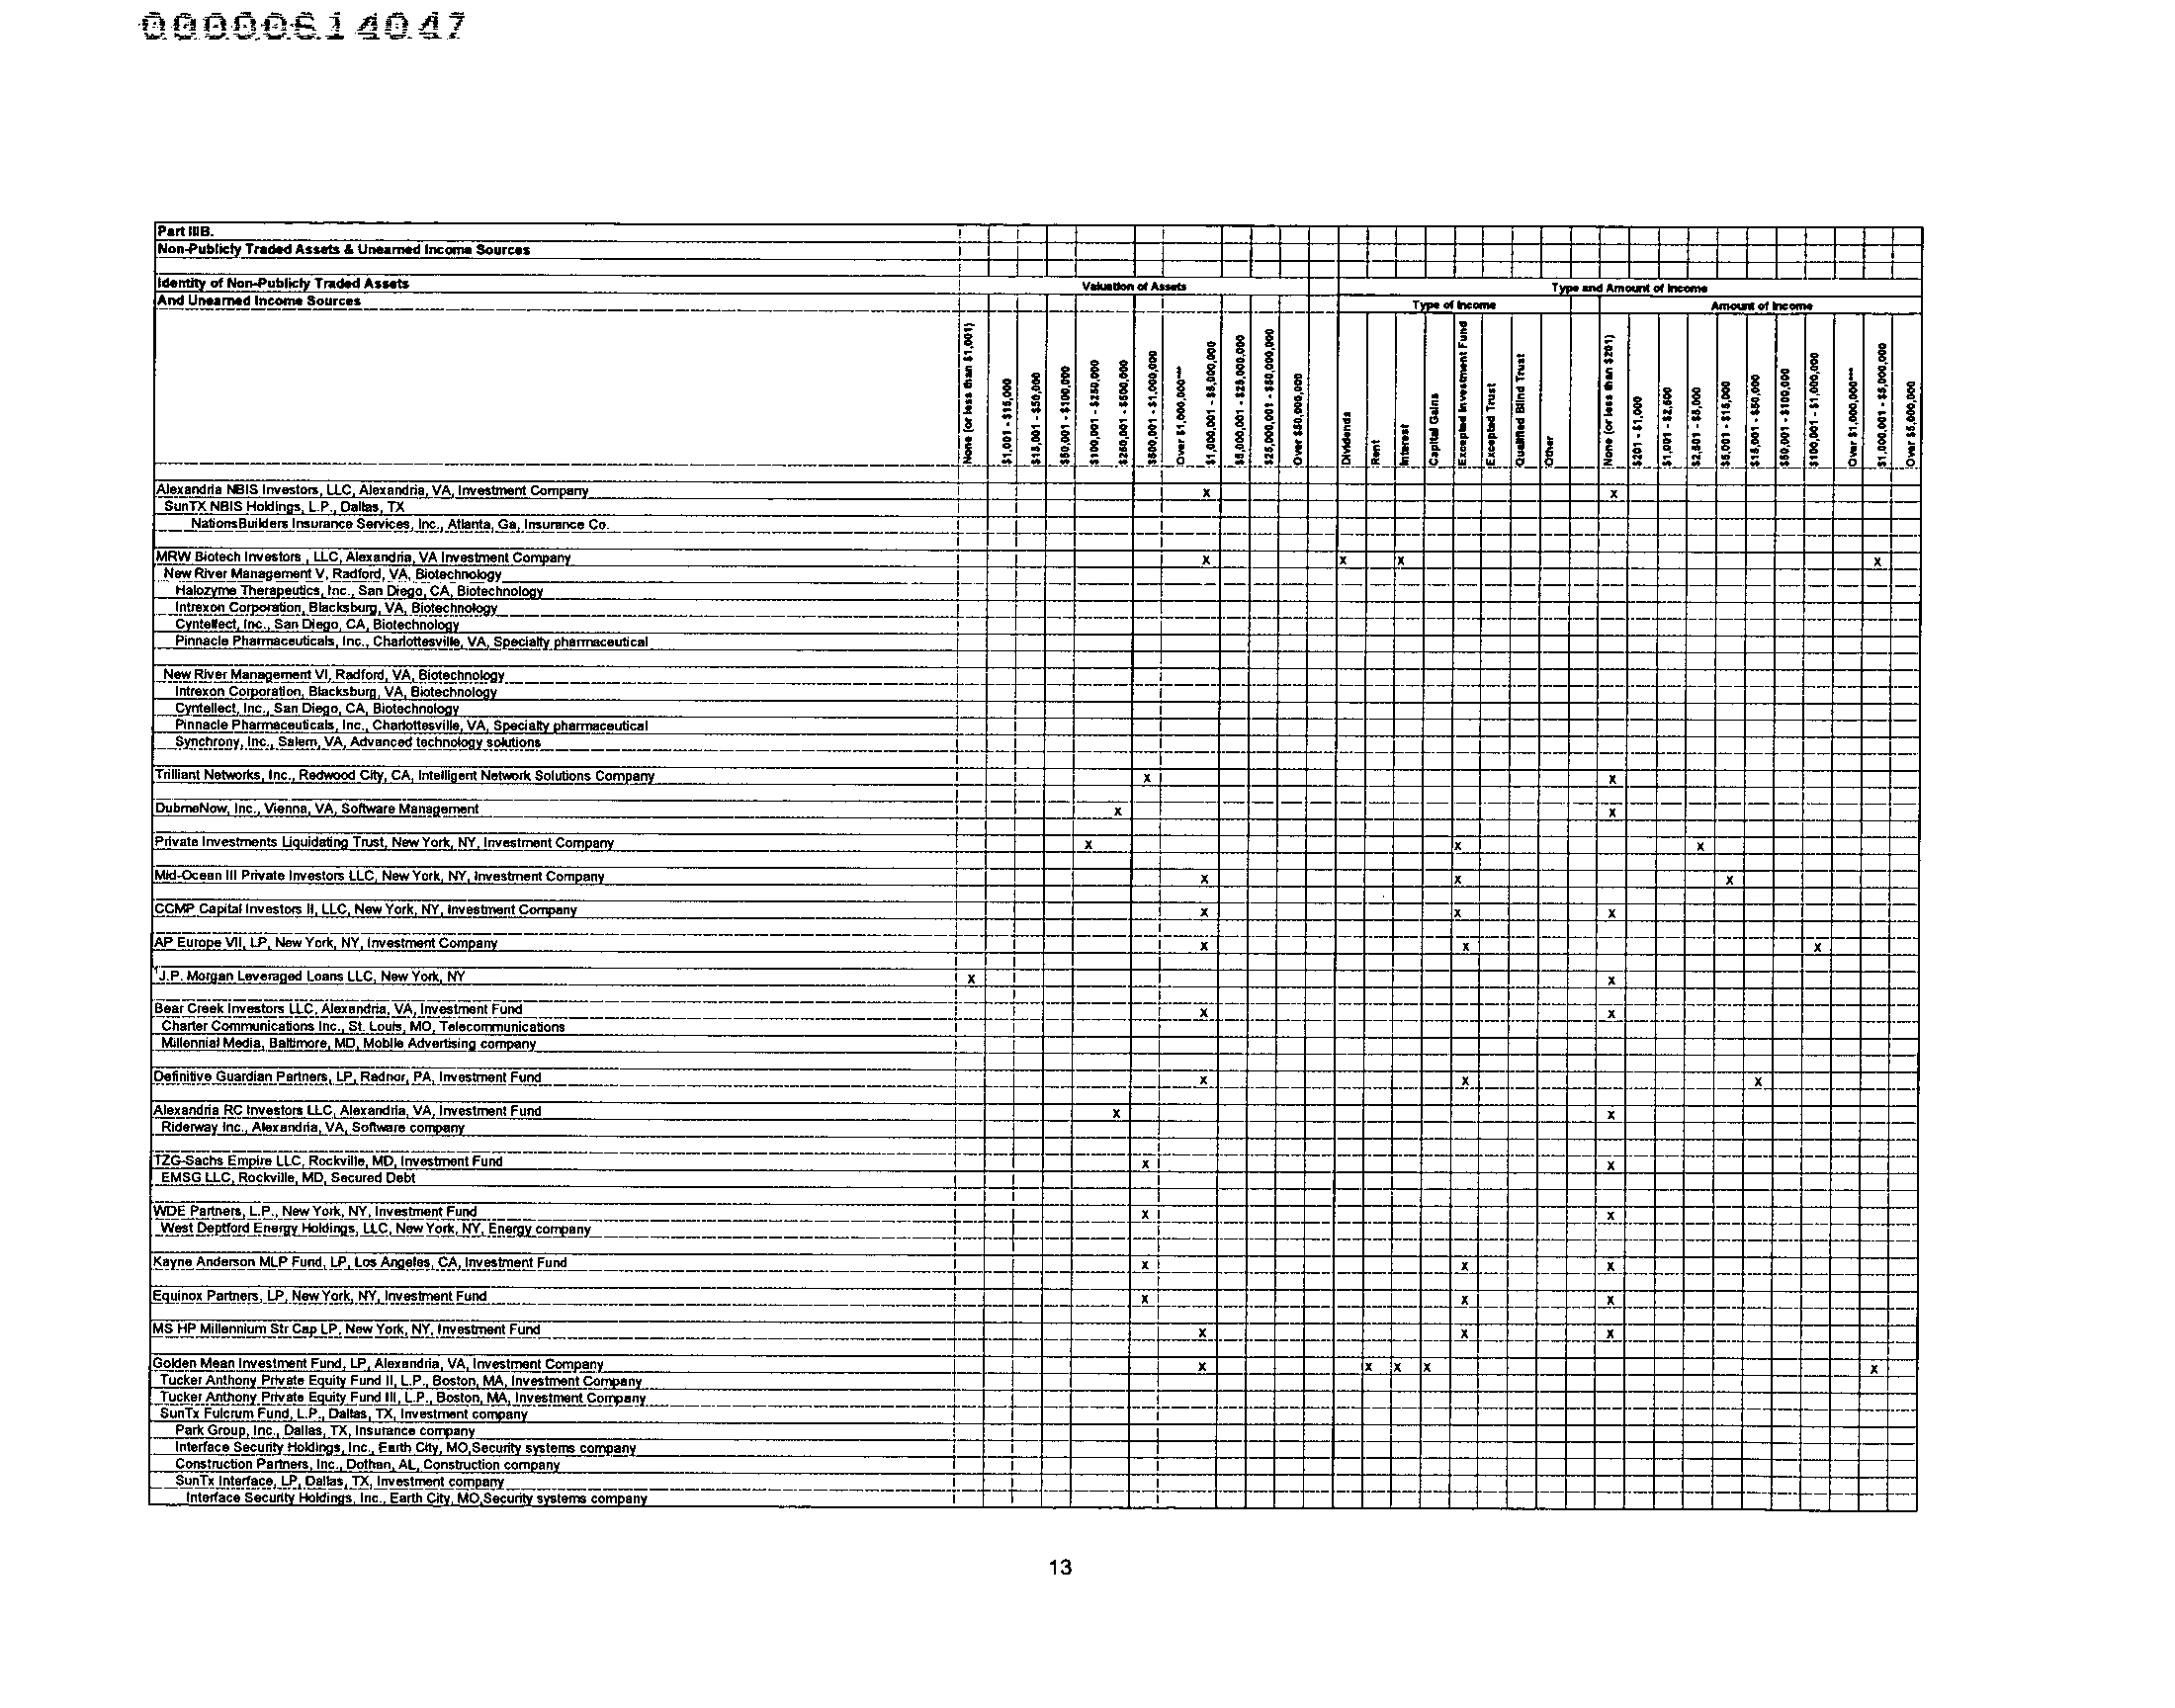 00000614047
Part IIIB.
Non-Publicly Traded Assets & Unearned Income Sources
Identity of Non-Publicly Traded Assets
And Unearned Income Sources
Valuation of Assets
Type and Amount of Income
Type of Income
Amount of Income
None (or less than $1,001)
$1,001 - $15,000
$15,001 - $50,000
$50,001 - $100,000
$100,001 - $250,000
$250,001 - $500,000
$500,001 - $1,000,000
Over $1,000,000***
$1,000,001 - $5,000,000
$5,000,001 - $25,000,000
$25,000,001 - $50,000,000
Over $50,000,000
Dividends
Rent
Interest
Capital Gains
Excepted Investment Fund
Excepted Trust
Qualified Blind Trust
Other
None (or less than $201)
$201 - $1,000
$1,001 - $2,500
$2,501 - $5,000
$5,001 - $15,000
$15,001 - $50,000
$50,001 - $100,000
$100,001 - $1,000,000
Over $1,000,000***
$1,000,001 - $5,000,000
Over $5,000,000
Alexandria NBIS Investors, LLC, Alexandria, VA, Investment Company x x
SunTX NBIS Holdings, L.P., Dallas, TX
NationsBuilders Insurance Services, Inc., Atlanta, Ga, Insurance Co.
MRW Biotech Investors , LLC, Alexandria, VA Investment Company x x x x
New River Management V, Radford, VA, Biotechnology
Halozyme Therapeutics, Inc., San Diego, CA, Biotechnology
Intrexon Corporation, Blacksburg, VA, Biotechnology
Cyntellect, Inc., San Diego, CA, Biotechnology
Pinnacle Pharmaceuticals, Inc., Charlottesville, VA, Specialty pharmaceutical
New River Management VI, Radford, VA, Biotechnology
Intrexon Corporation, Blacksburg, VA, Biotechnology
Cyntellect, Inc., San Diego, CA, Biotechnology
Pinnacle Pharmaceuticals, Inc., Charlottesville, VA, Specialty pharmaceutical
Synchrony, Inc., Salem, VA, Advanced technology solutions
Trilliant Networks, Inc., Redwood City, CA, Intelligent Network Solutions Company x x
DubmeNow, Inc., Vienna, VA, Software Management x x
Private Investments Liquidating Trust, New York, NY, Investment Company x x x
Mid-Ocean III Private Investors LLC, New York, NY, Investment Company x x x
CCMP Capital Investors II, LLC, New York, NY, Investment Company x x x
AP Europe VII, LP, New York, NY, Investment Company x x x
J.P. Morgan Leveraged Loans LLC, New York, NY x x
Bear Creek Investors LLC, Alexandria, VA, Investment Fund x x
Charter Communications Inc., St. Louis, MO, Telecommunications
Millennial Media, Baltimore, MD, Mobile Advertising company
Definitive Guardian Partners, LP, Radnor, PA, Investment Fund x x x
Alexandria RC Investors LLC, Alexandria, VA, Investment Fund x x
Riderway Inc., Alexandria, VA, Software company
TZG-Sachs Empire LLC, Rockville, MD, Investment Fund x x
EMSG LLC, Rockville, MD, Secured Debt
WDE Partners, L.P., New York, NY, Investment Fund x x
West Deptford Energy Holdings, LLC, New York, NY, Energy company
Kayne Anderson MLP Fund, LP, Los Angeles, CA, Investment Fund x x x
Equinox Partners, LP, New York, NY, Investment Fund x x x
MS HP Millennium Str Cap LP, New York, NY, Investment Fund x x x
Golden Mean Investment Fund, LP, Alexandria, VA, Investment Company x x x x x
Tucker Anthony Private Equity Fund II, L.P., Boston, MA, Investment Company
Tucker Anthony Private Equity Fund III, L.P., Boston, MA, Investment Company
SunTx Fulcrum Fund, L.P., Dallas, TX, Investment company
Park Group, Inc., Dallas, TX, Insurance company
Interface Security Holdings, Inc., Earth City, MO,Security systems company
Construction Partners, Inc., Dothan, AL, Construction company
SunTx Interface, LP, Dallas, TX, Investment company
Interface Security Holdings, Inc., Earth City, MO,Security systems company
13